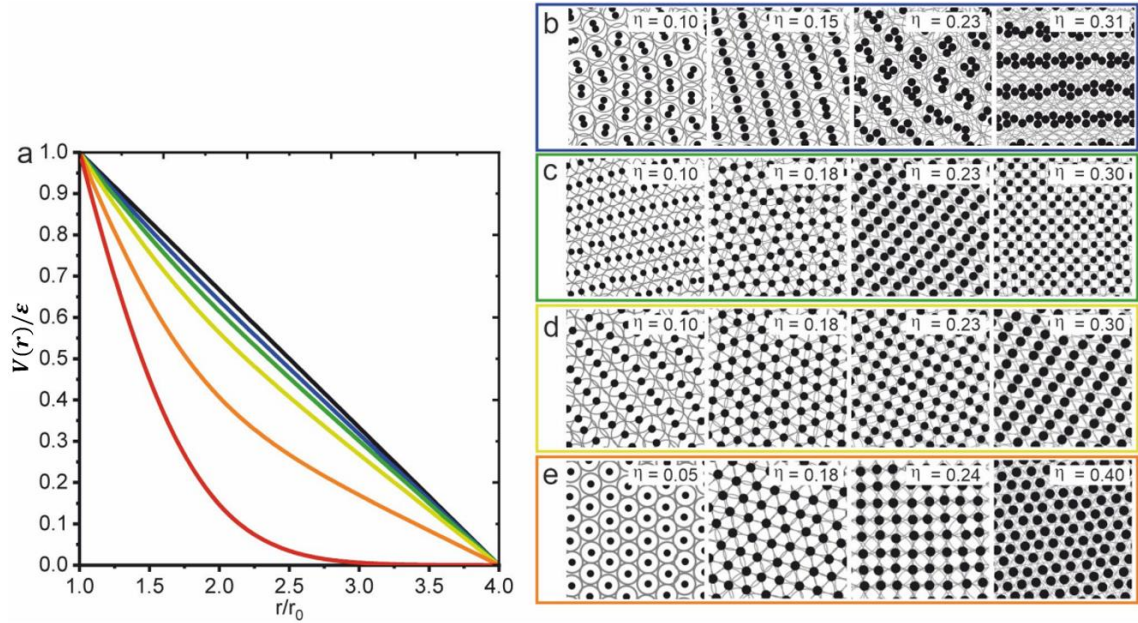 a
V(r)/ε
1.0
0.9
0.8
0.7
0.6
0.5
0.4
0.3
0.2
0.1
0.0
1.0 1.5 2.0 2.5 3.0 3.5 4.0
r/r0
b η = 0.10 η = 0.15 η = 0.23 η = 0.31
c η = 0.10 η = 0.18 η = 0.23 η = 0.30
d η = 0.10 η = 0.18 η = 0.23 η = 0.30
e η = 0.05 η = 0.18 η = 0.24 η = 0.40